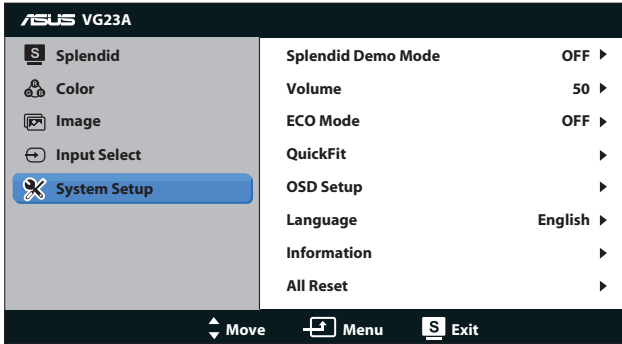 ASUS VG23A
S Splendid
Color
Image
Input Select
System Setup
Splendid Demo Mode OFF
Volume 50
ECO Mode OFF
QuickFit
OSD Setup
Language English
Information
All Reset
Move Menu S Exit